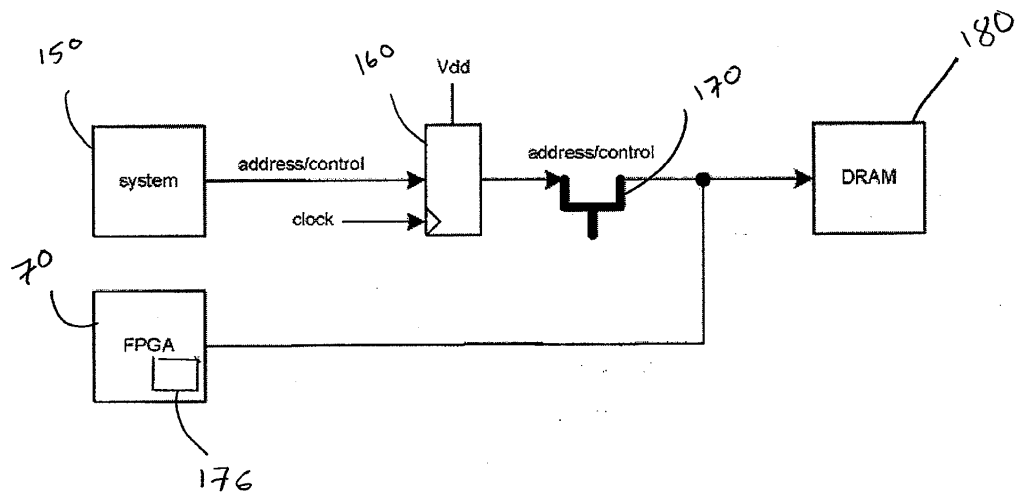 150
160
Vdd
170
180
system
address/control
clock
address/control
DRAM
70
FPGA
176